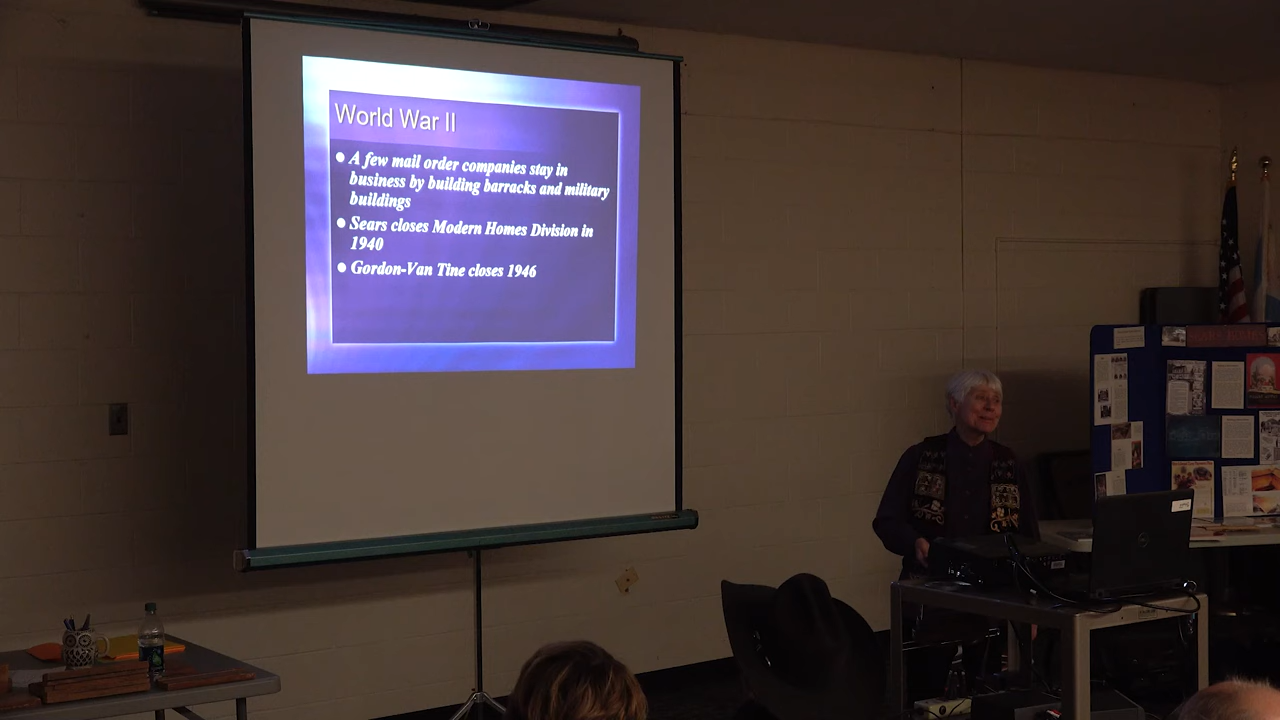 World War II
A few mail order companies stay in
business by building barracks and military
buildings
Sears closes Modern Homes Division in
1940
Gordon-Van Tine closes 1946